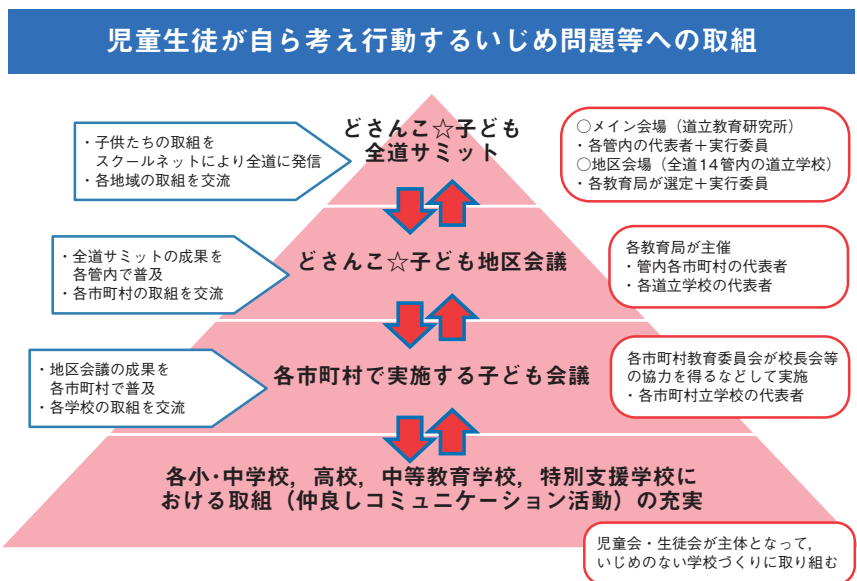 児童生徒が自ら考え行動するいじめ問題等への取組
・子供たちの取組を
スクールネットにより全道に発信
・各地域の取組を交流
どさんこ☆子ども
全道サミット
○メイン会場（道立教育研究所）
・各管内の代表者＋実行委員
○地区会場（全道14管内の道立学校）
・各教育局が選定＋実行委員
・全道サミットの成果を
各管内で普及
・各市町村の取組を交流
どさんこ☆子ども地区会議
各教育局が主催
・管内各市町村の代表者
・各道立学校の代表者
・地区会議の成果を
各市町村で普及
・各学校の取組を交流
各市町村で実施する子ども会議
各市町村教育委員会が校長会等
の協力を得るなどして実施
・各市町村立学校の代表者
各小・中学校，高校，中等教育学校，特別支援学校に
おける取組（仲良しコミュニケーション活動）の充実
児童会・生徒会が主体となって，
いじめのない学校づくりに取り組む